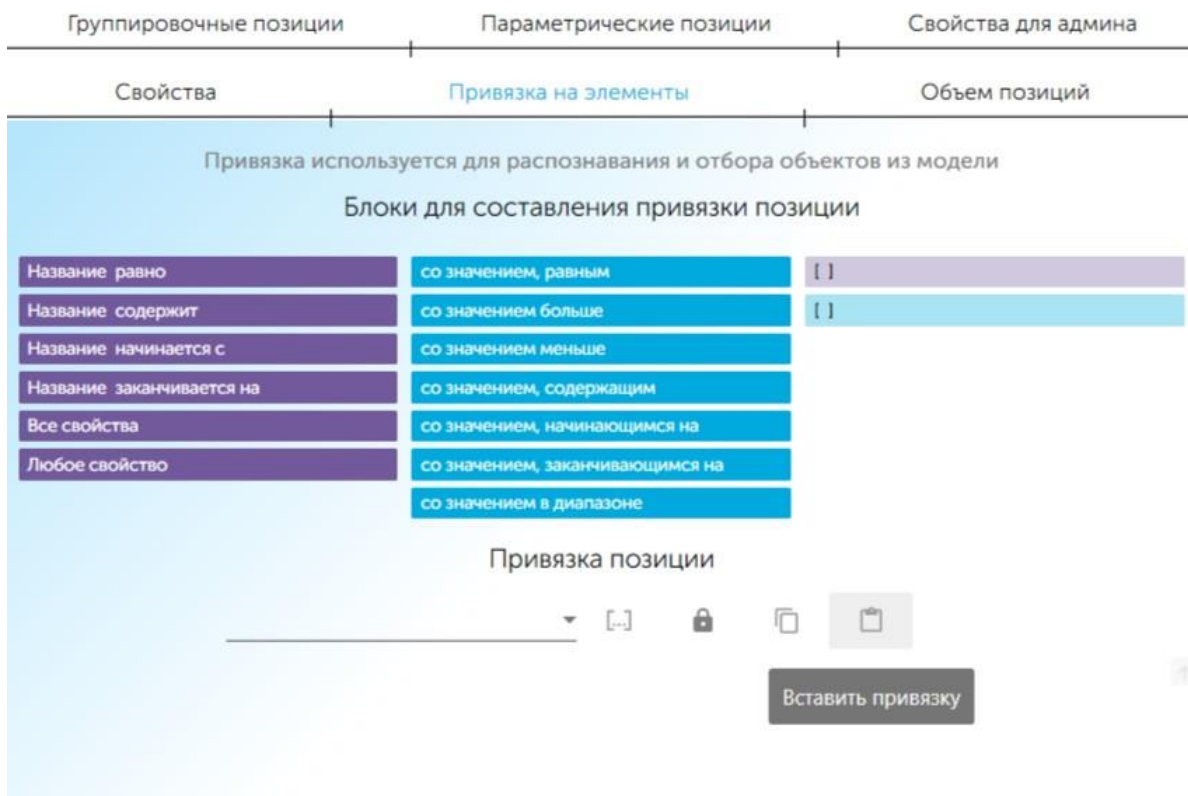 Группировочные позиции Параметрические позиции Свойства для админа
Свойства Привязка на элементы Объем позиций
Привязка используется для распознавания и отбора объектов из модели
Блоки для составления привязки позиции
Название равно со значением, равным [ ]
Название содержит со значением больше [ ]
Название начинается с со значением меньше
Название заканчивается на со значением, содержащим
Все свойства со значением, начинающимся на
Любое свойство со значением, заканчивающимся на
со значением в диапазоне
Привязка позиции
[...]
Вставить привязку